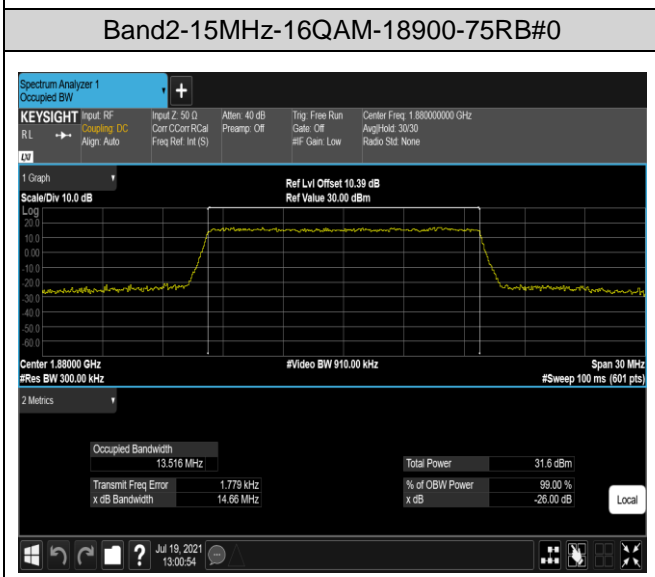 Band2-15MHz-16QAM-18900-75RB#0
Spectrum Analyzer 1
Occupied BW
+
KEYSIGHT
R L
LXI
Input: RF
Coupling: DC
Align: Auto
Input Z: 50 Ω
Corr CCorr RCal
Freq Ref: Int (S)
Atten: 40 dB
Preamp: Off
Trig: Free Run
Gate: Off
#IF Gain: Low
Center Freq: 1.880000000 GHz
Avg|Hold: 30/30
Radio Std: None
1 Graph
Scale/Div 10.0 dB
Ref Lvl Offset 10.39 dB
Ref Value 30.00 dBm
Log
20.0
10.0
0.00
-10.0
-20.0
-30.0
-40.0
-50.0
-60.0
Center 1.88000 GHz
#Res BW 300.00 kHz
#Video BW 910.00 kHz
Span 30 MHz
#Sweep 100 ms (601 pts)
2 Metrics
Occupied Bandwidth
13.516 MHz
Total Power 31.6 dBm
Transmit Freq Error 1.779 kHz
% of OBW Power 99.00 %
x dB Bandwidth 14.66 MHz
x dB -26.00 dB
Local
?
Jul 19, 2021
13:00:54